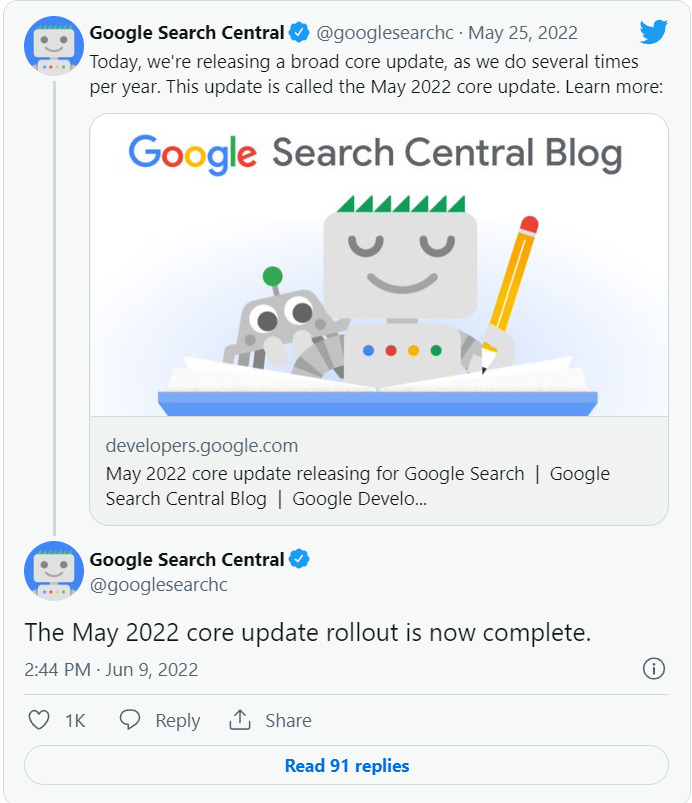 Google Search Central @googlesearchc · May 25, 2022
Today, we're releasing a broad core update, as we do several times
per year. This update is called the May 2022 core update. Learn more:
Google Search Central Blog
developers.google.com
May 2022 core update releasing for Google Search | Google
Search Central Blog | Google Develo...
Google Search Central
@googlesearchc
The May 2022 core update rollout is now complete.
2:44 PM · Jun 9, 2022
1K Reply Share
Read 91 replies